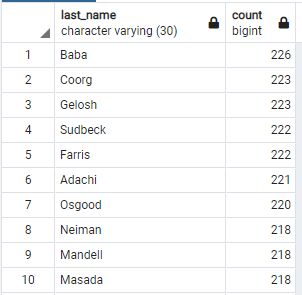 last_name character varying (30) count bigint
1 Baba 226
2 Coorg 223
3 Gelosh 223
4 Sudbeck 222
5 Farris 222
6 Adachi 221
7 Osgood 220
8 Neiman 218
9 Mandell 218
10 Masada 218